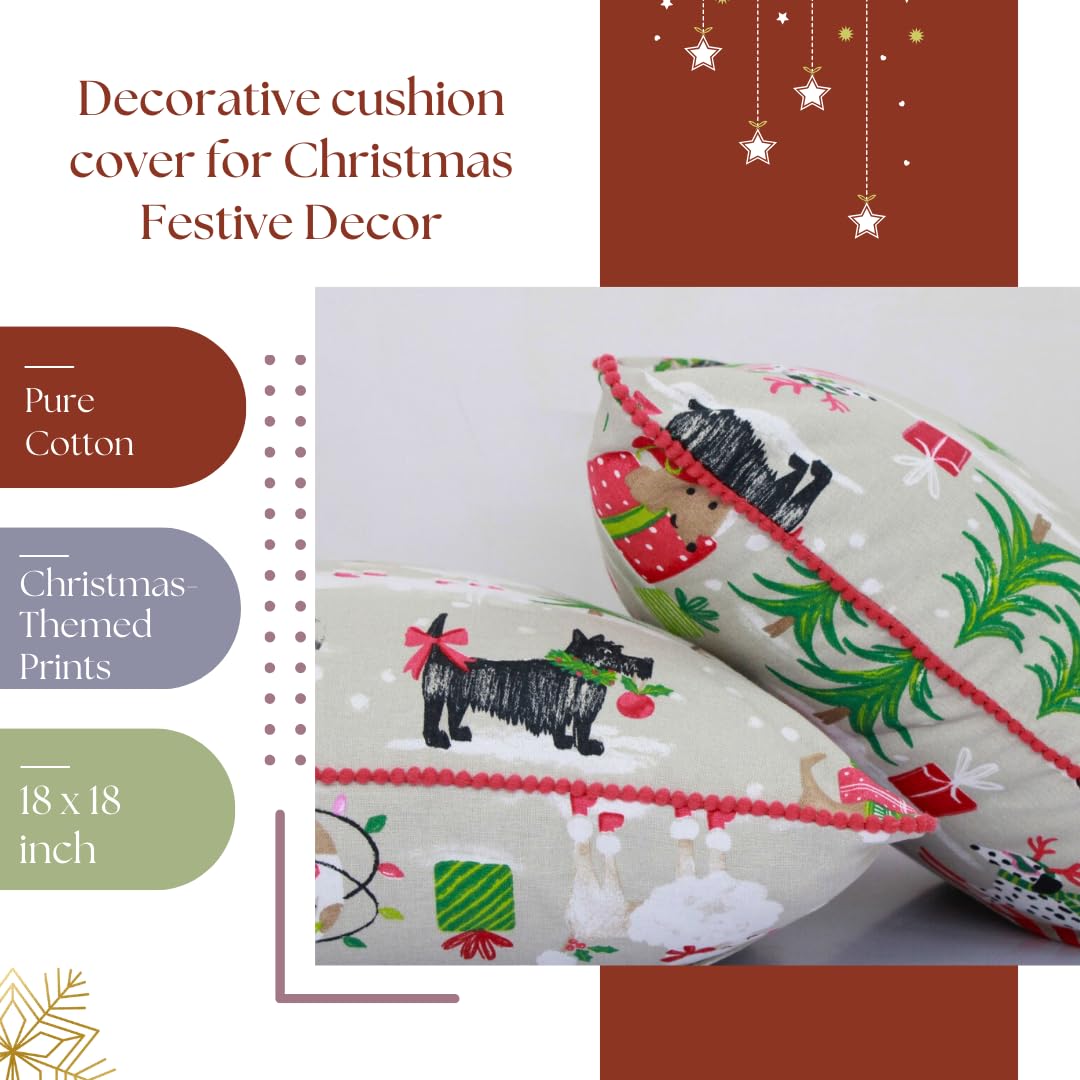 Decorative cushion
cover for Christmas
Festive Decor
Pure
Cotton
Christmas-
Themed
Prints
18 x 18
inch